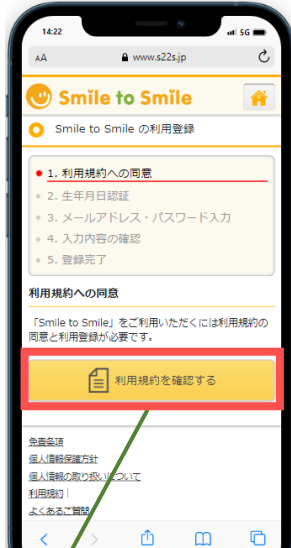 14:22
5G
AA
www.s22s.jp
Smile to Smile
Smile to Smile の利用登録
1. 利用規約への同意
2. 生年月日認証
3. メールアドレス・パスワード入力
4. 入力内容の確認
5. 登録完了
利用規約への同意
「Smile to Smile」をご利用いただくには利用規約の
同意と利用登録が必要です。
利用規約を確認する
免責条項
個人情報保護方針
個人情報の取り扱いについて
利用規約
よくあるご質問